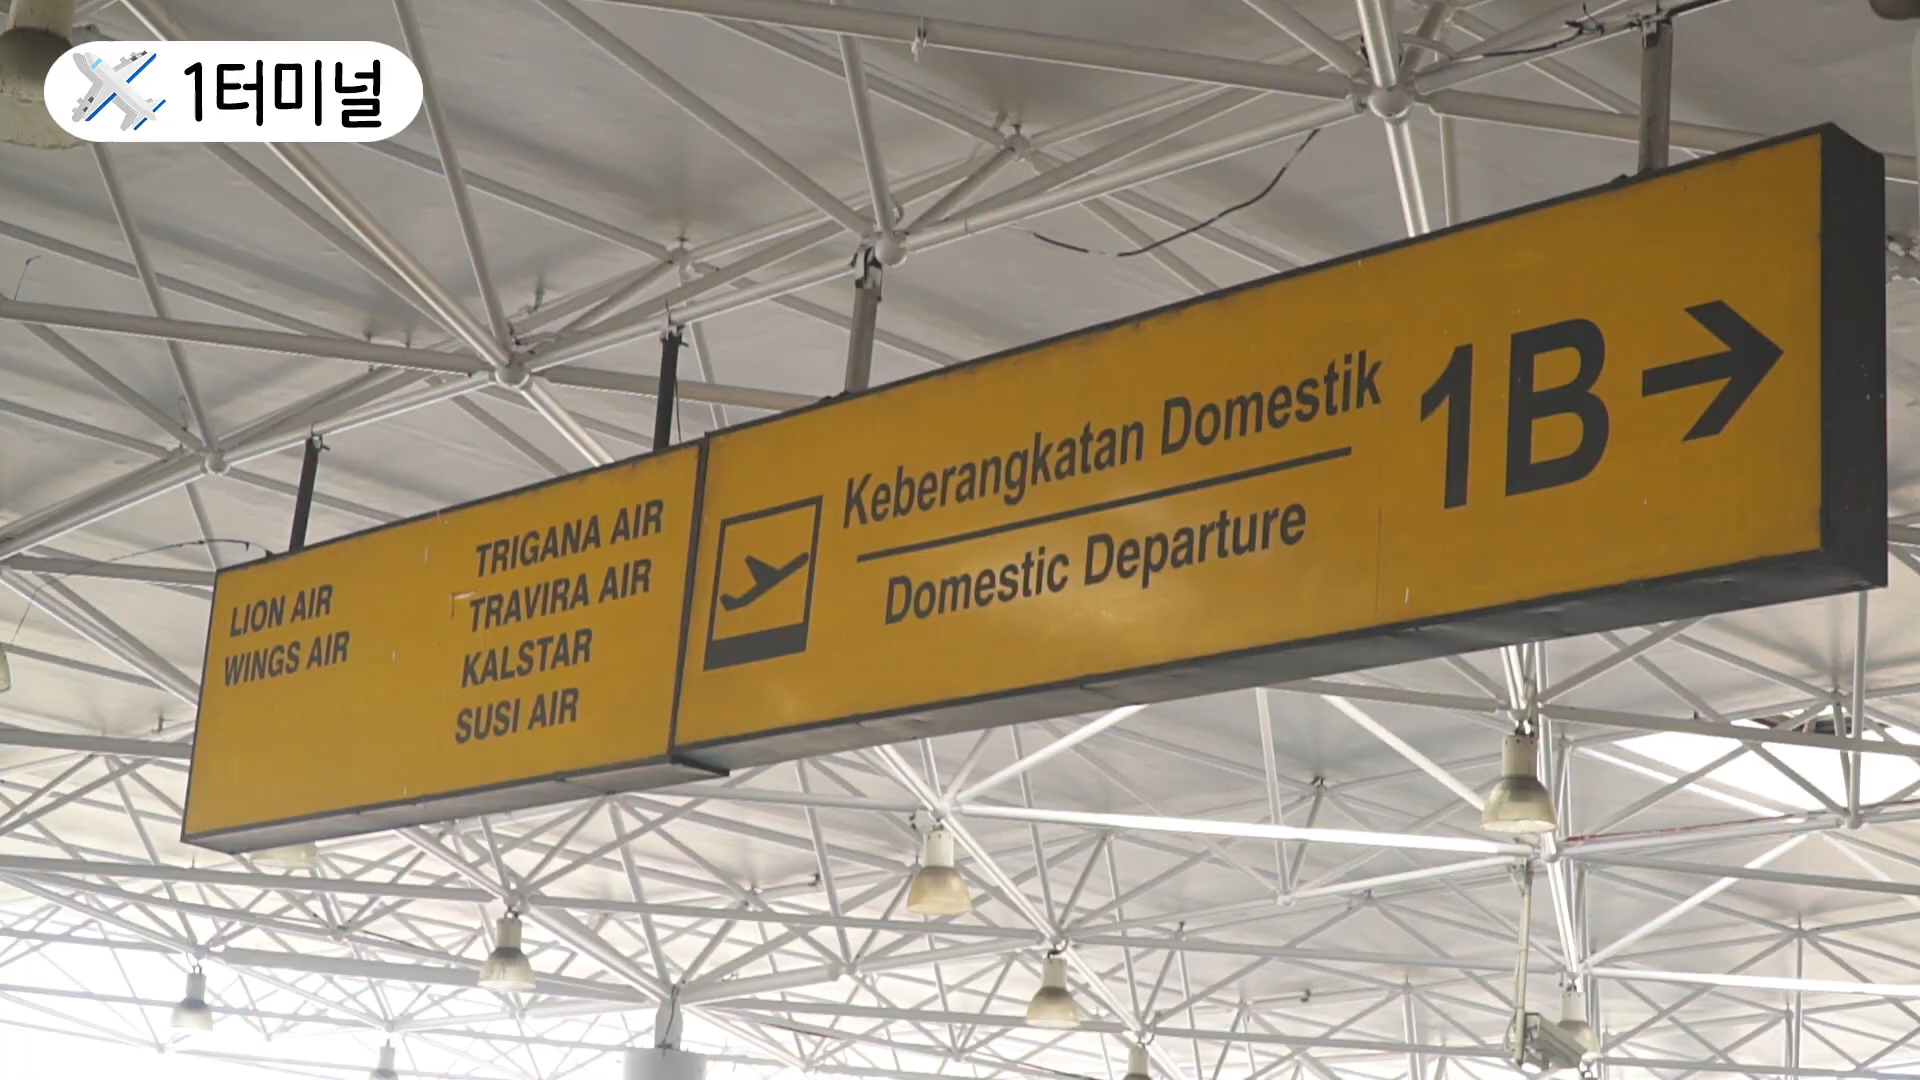 1터미널
LION AIR
WINGS AIR
TRIGANA AIR
TRAVIRA AIR
KALSTAR
SUSI AIR
Keberangkatan Domestik
Domestic Departure
1B